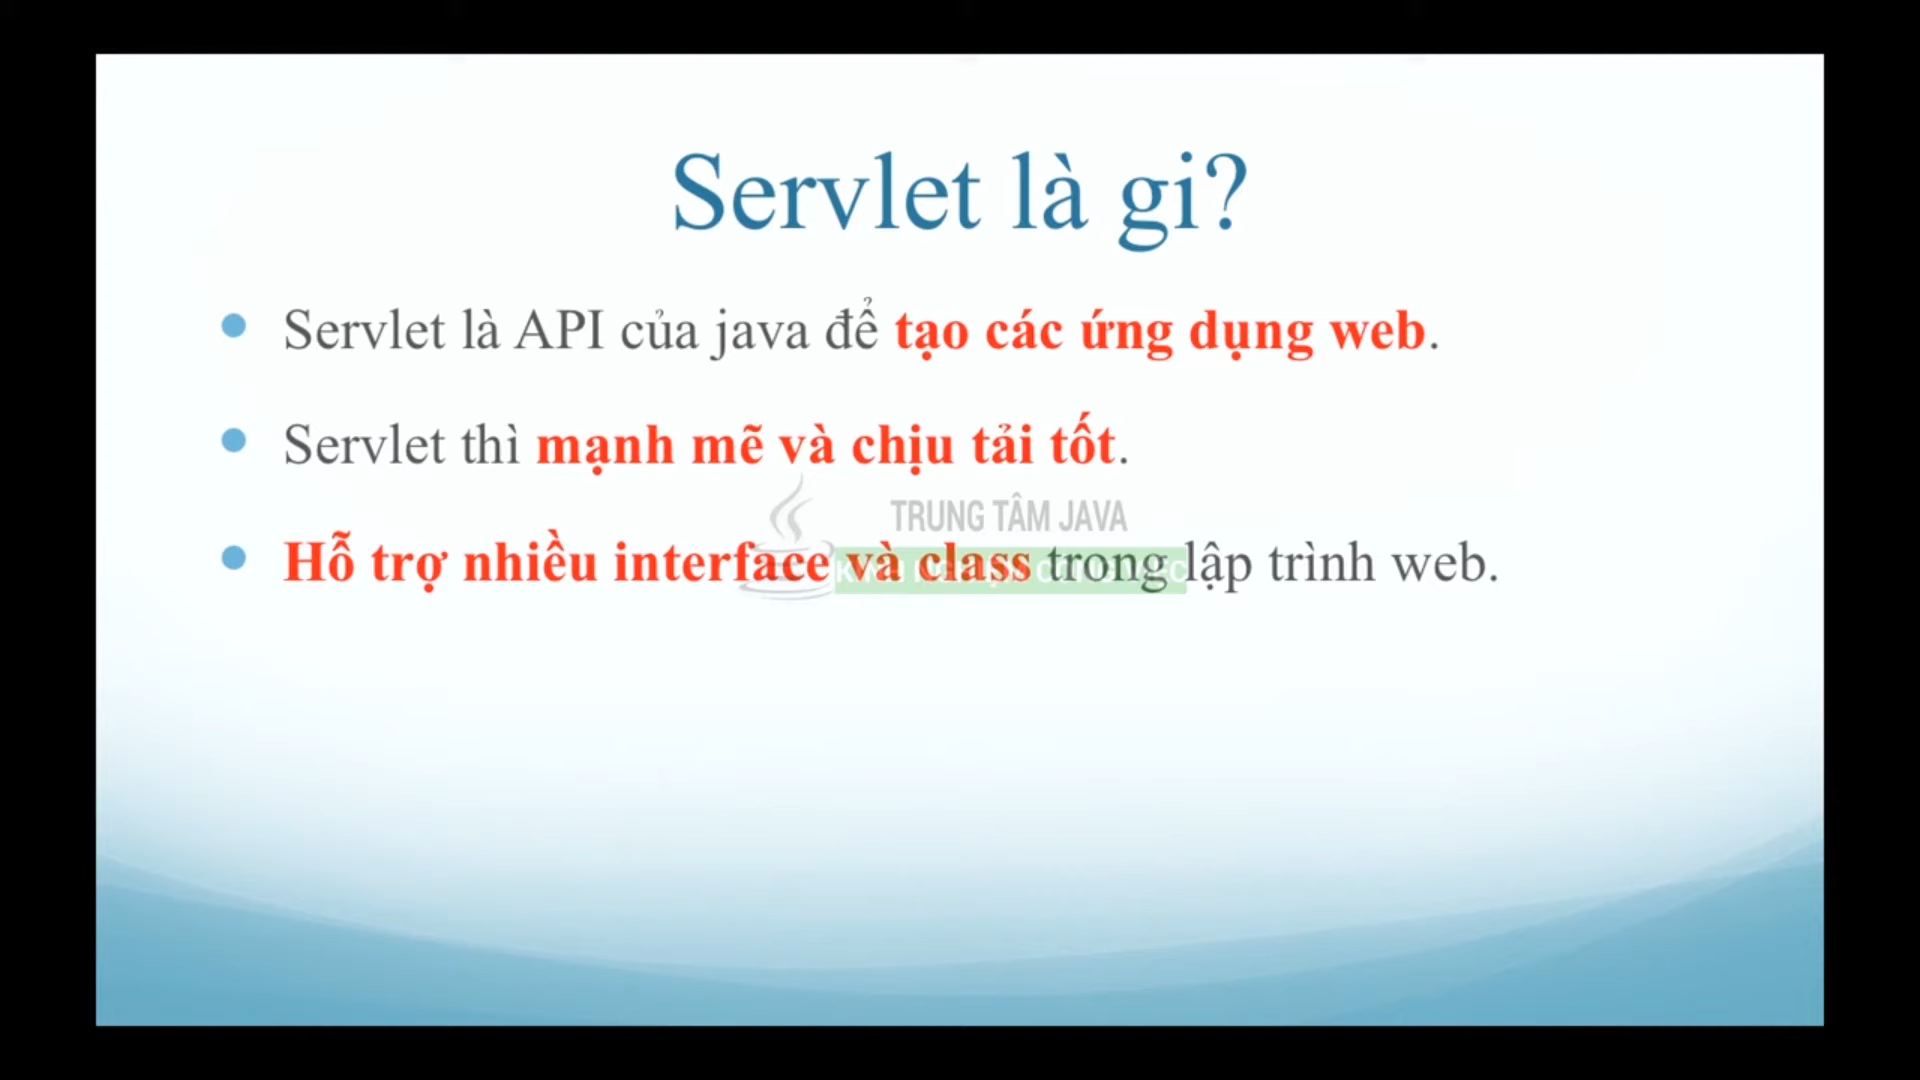 Servlet là gi?
Servlet là API của java để tạo các ứng dụng web.
Servlet thì mạnh mẽ và chịu tải tốt.
TRUNG TÂM JAVA
Hỗ trợ nhiều interface và class trong lập trình web.